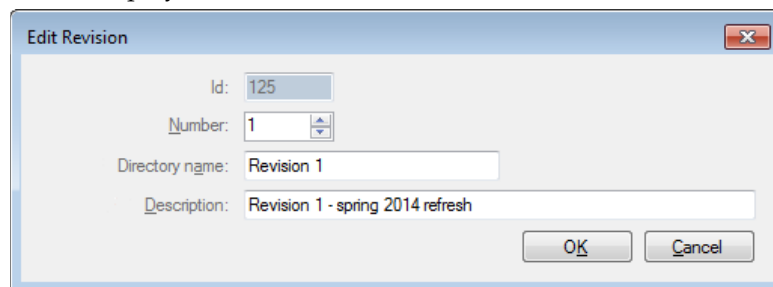 Edit Revision
Id: 125
Number: 1
Directory name: Revision 1
Description: Revision 1 - spring 2014 refresh
OK Cancel